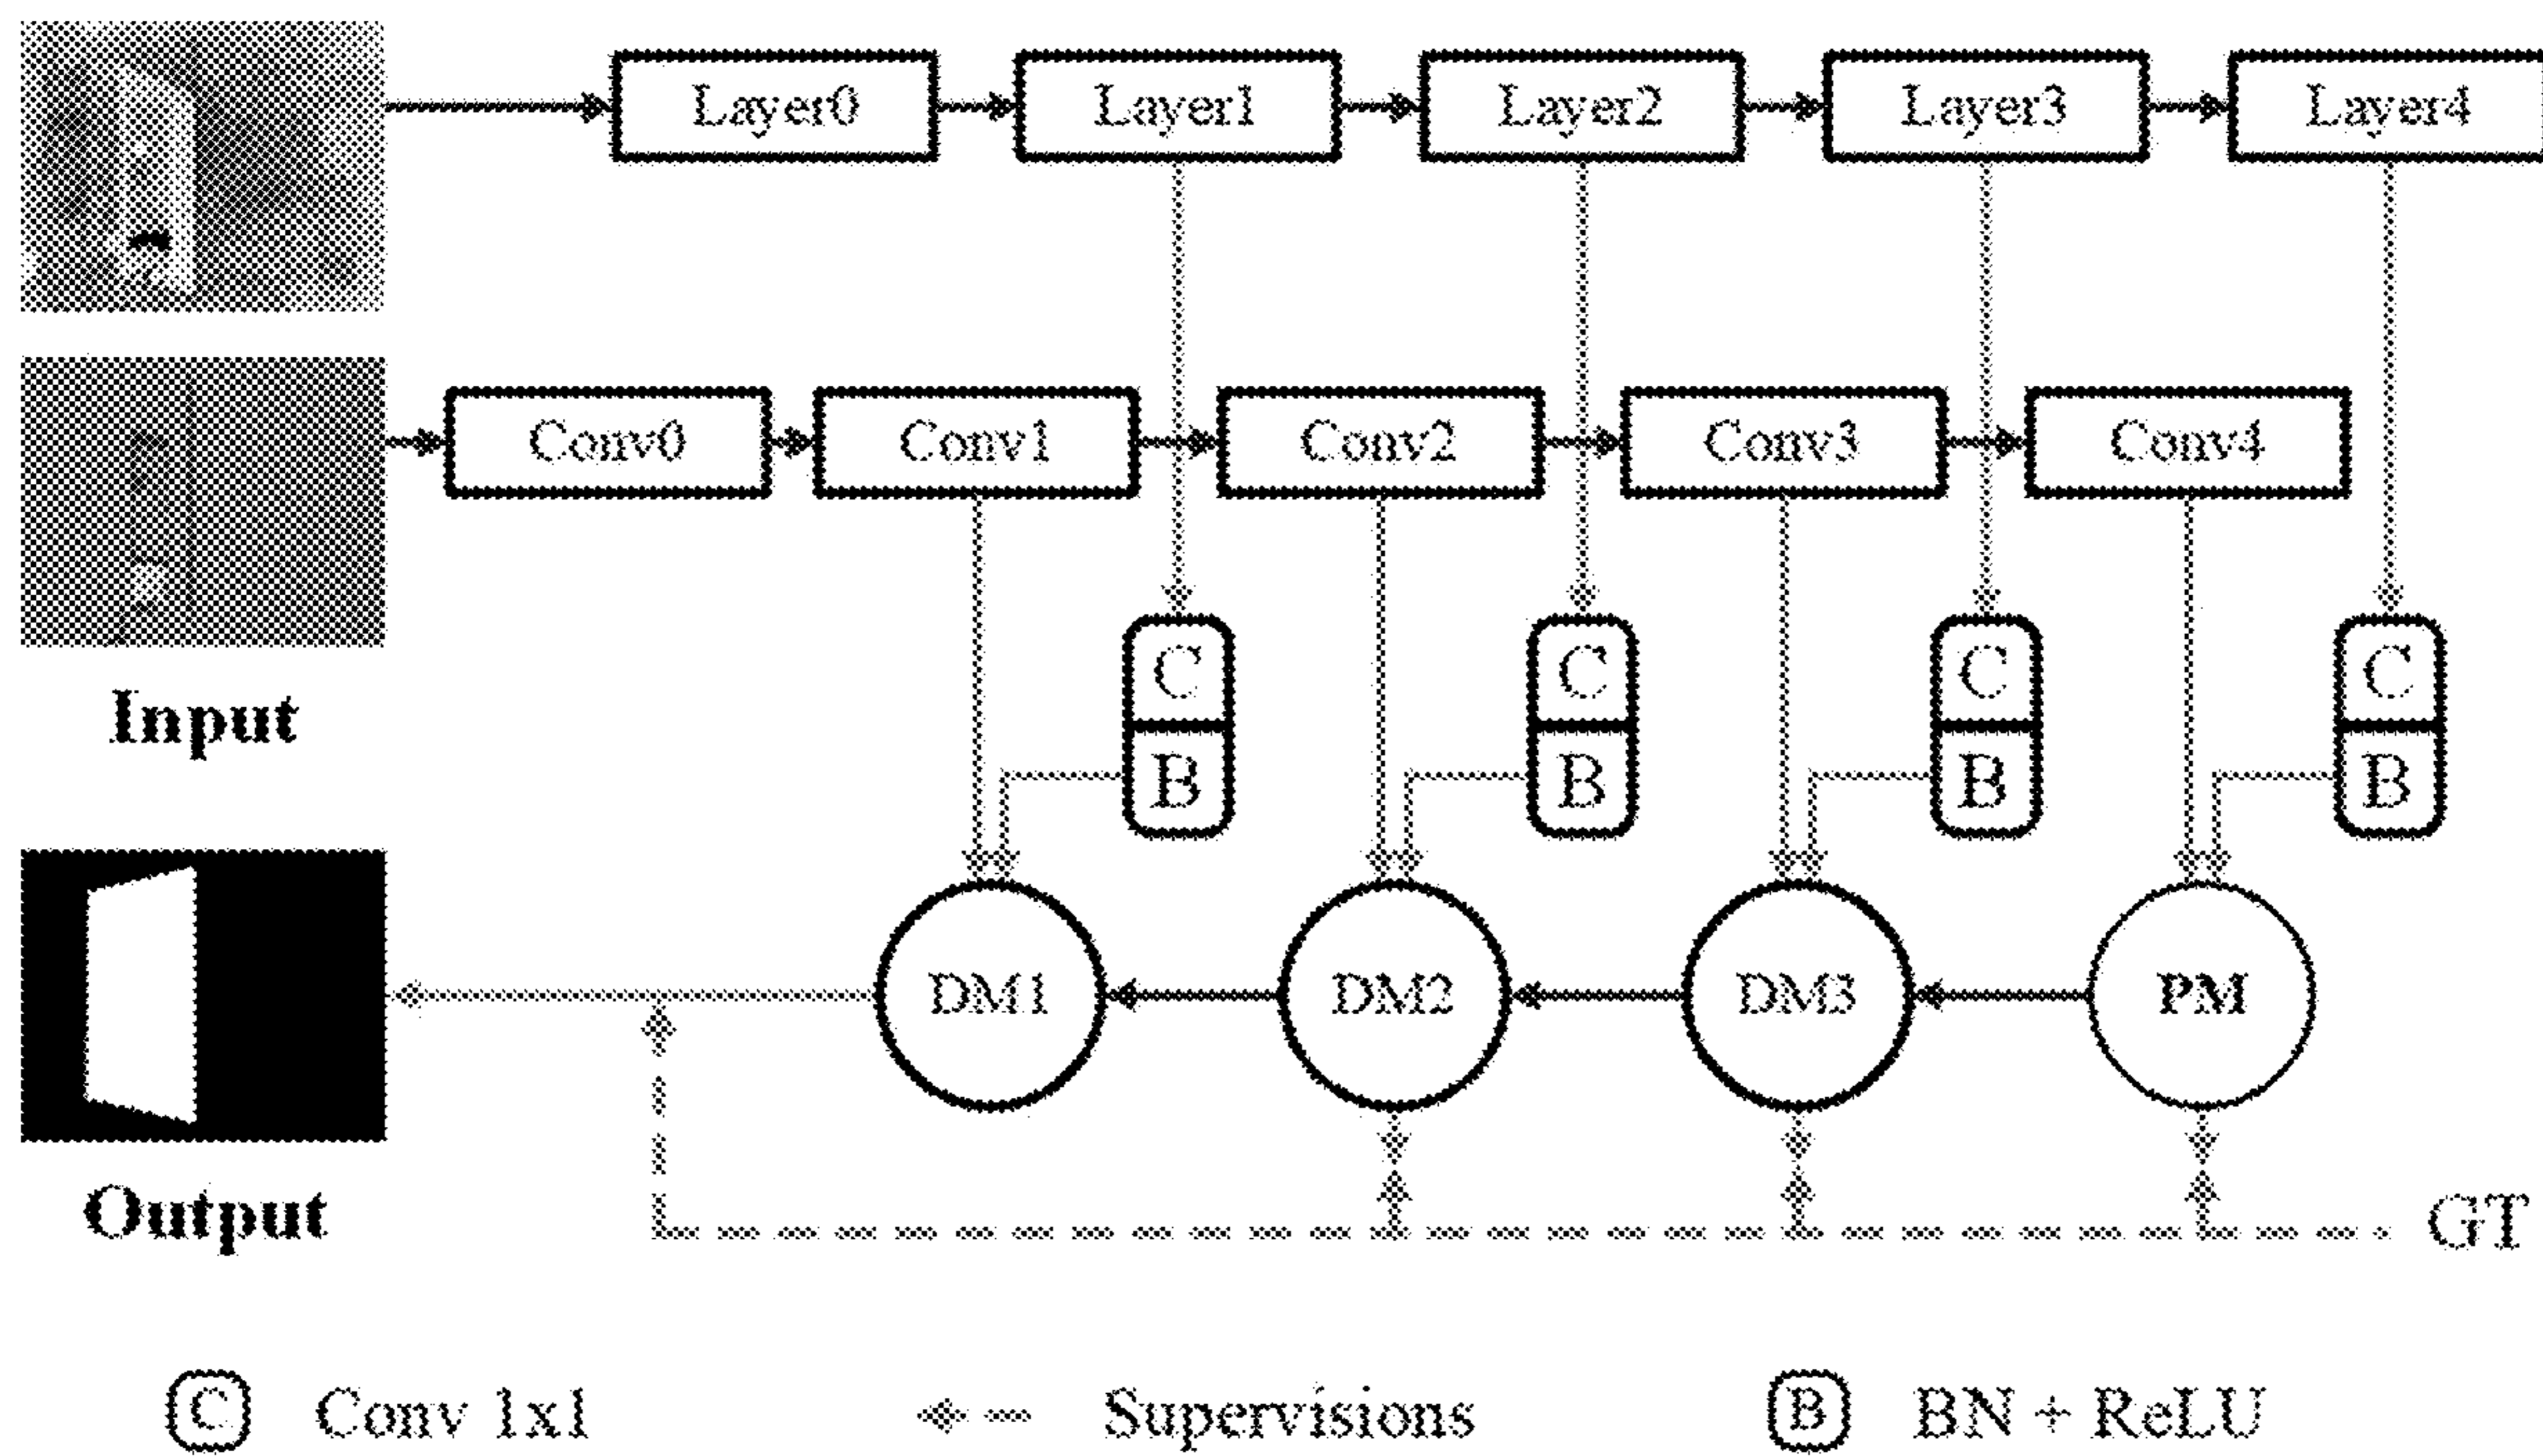 Layer0 Layer1 Layer2 Layer3 Layer4
Conv0 Conv1 Conv2 Conv3 Conv4
C C C C
Input
B B B B
DM1 DM2 DM3 PM
Output
GT
C Conv 1x1 Supervisions B BN + ReLU